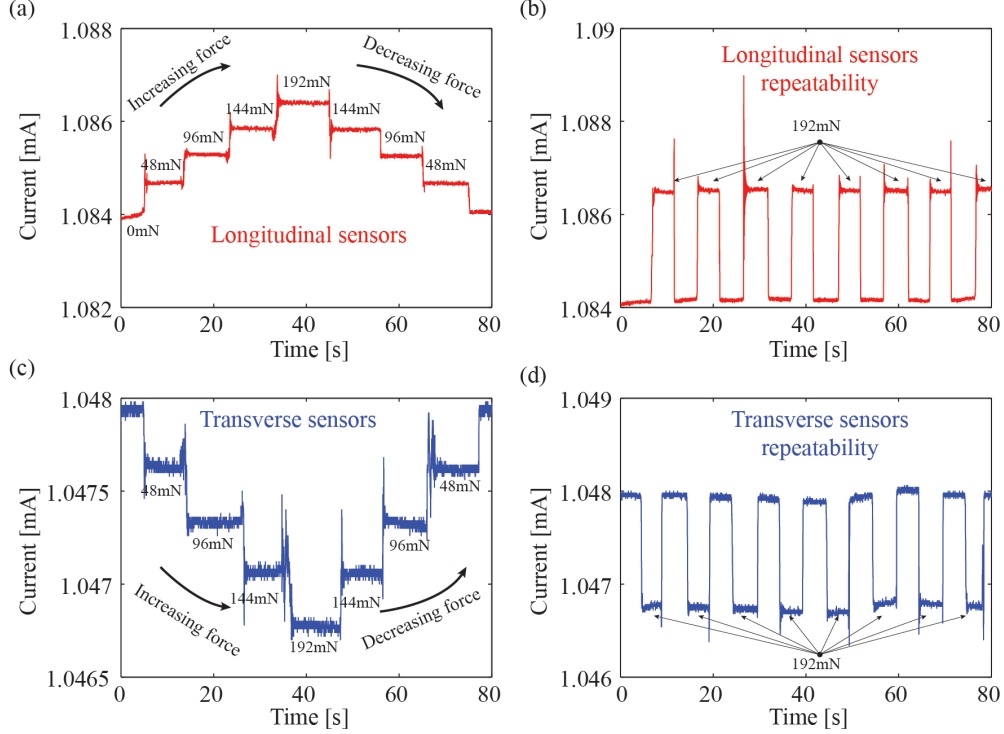 (a)
1.088
1.086
1.084
1.082
Current [mA]
Increasing force
Decreasing force
0mN
48mN
96mN
144mN
192mN
144mN
96mN
48mN
Longitudinal sensors
0
20
40
60
80
Time [s]
(b)
1.09
1.088
1.086
1.084
Current [mA]
Longitudinal sensors
repeatability
192mN
0
20
40
60
80
Time [s]
(c)
1.048
1.0475
1.047
1.0465
Current [mA]
Transverse sensors
48mN
96mN
144mN
192mN
144mN
96mN
48mN
Increasing force
Decreasing force
0
20
40
60
80
Time [s]
(d)
1.049
1.048
1.047
1.046
Current [mA]
Transverse sensors
repeatability
192mN
0
20
40
60
80
Time [s]